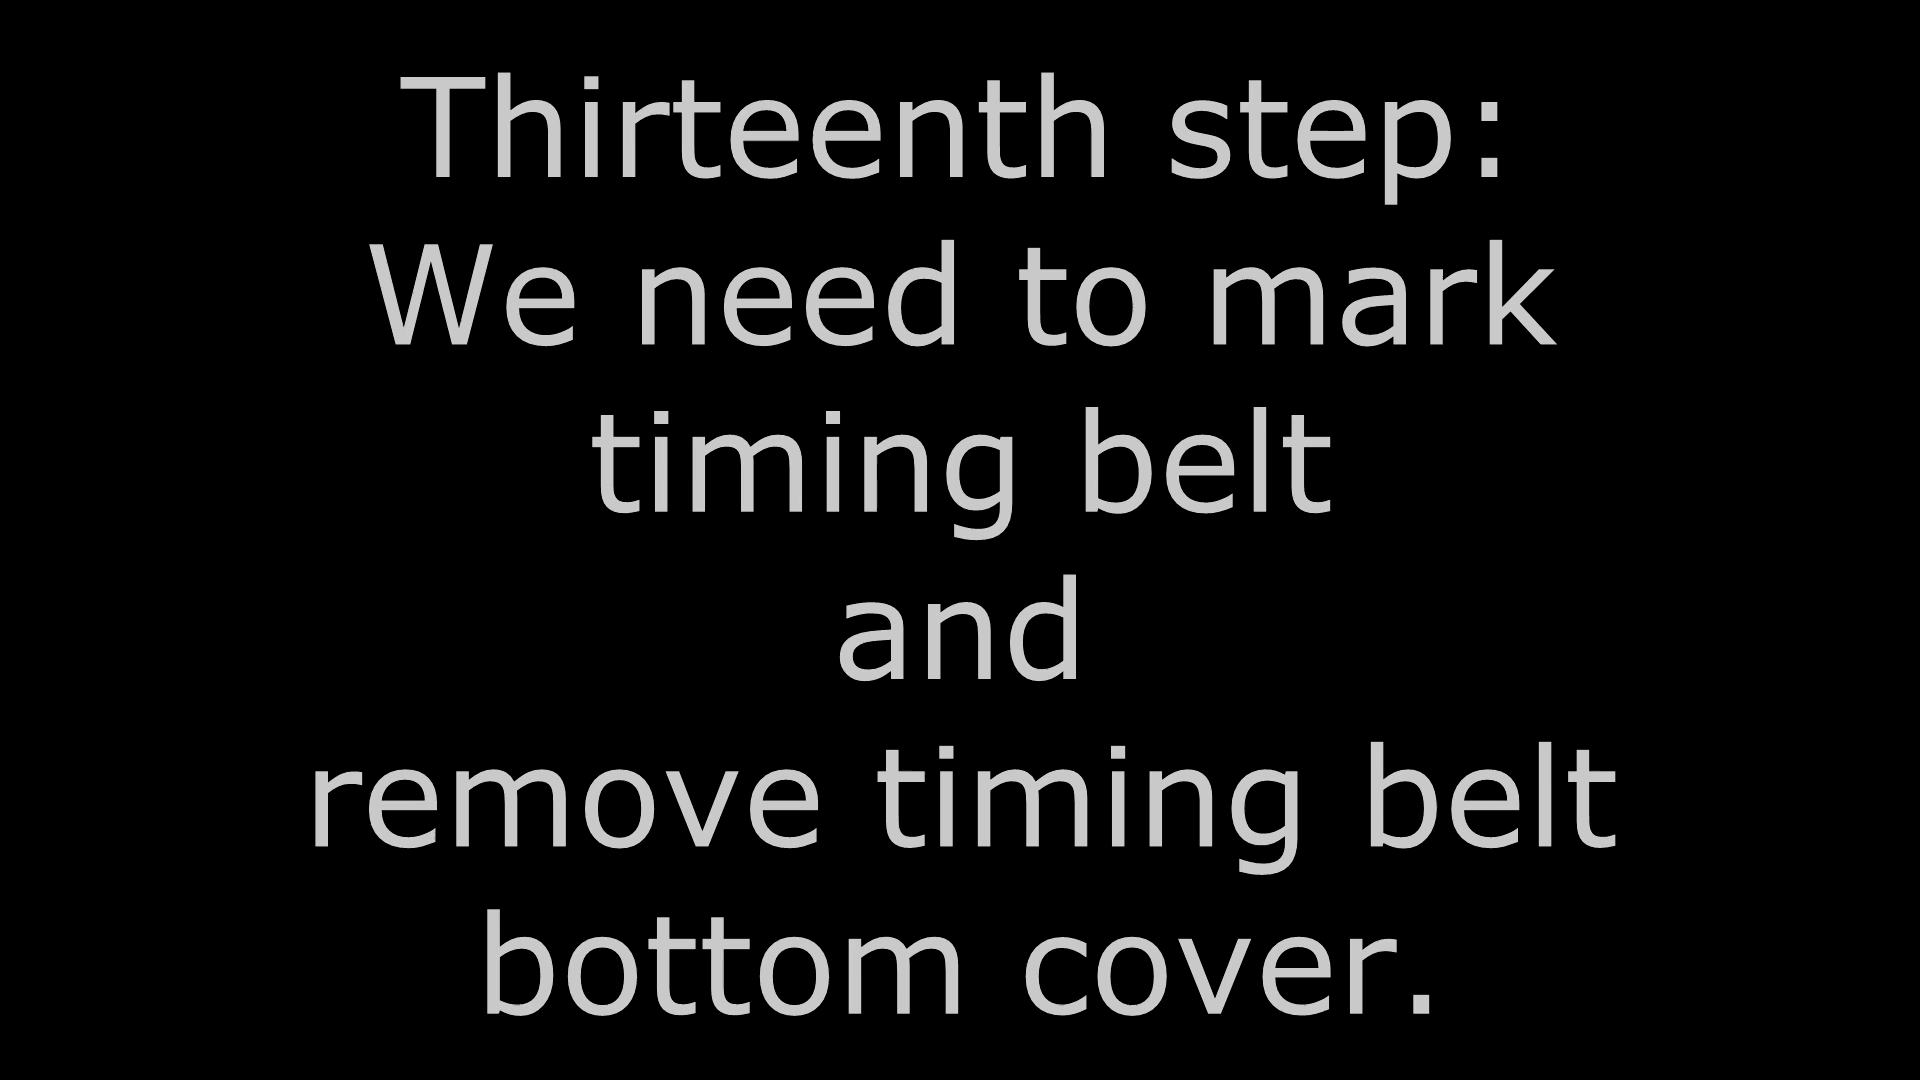 Thirteenth step:
We need to mark
timing belt
and
remove timing belt
bottom cover.